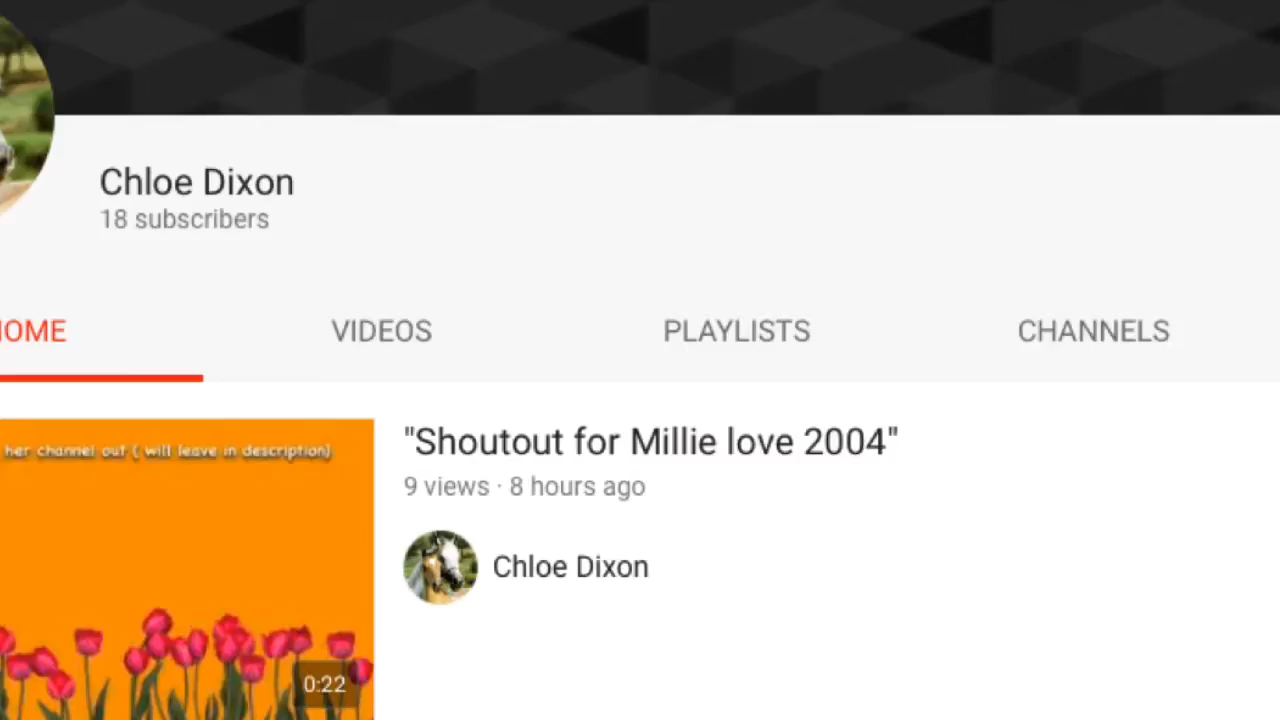 Chloe Dixon
18 subscribers
OME
VIDEOS
PLAYLISTS
CHANNELS
her channel out ( will leave in description)
"Shoutout for Millie love 2004"
9 views · 8 hours ago
Chloe Dixon
0:22